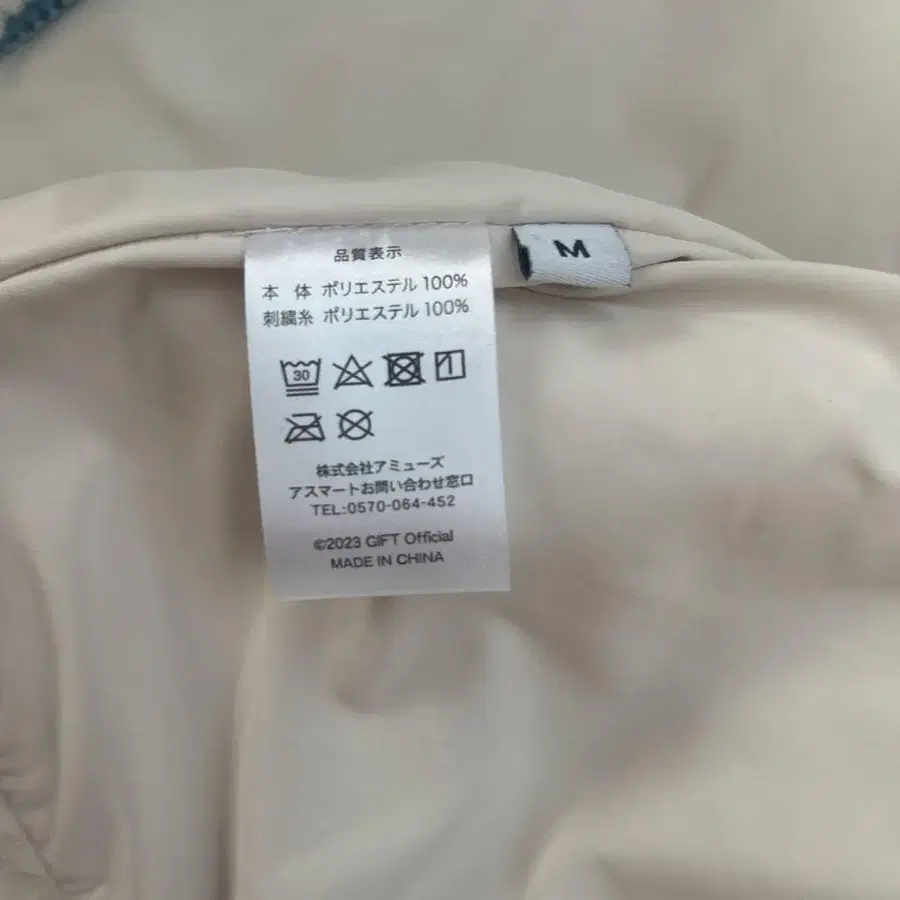 品質表示
本 体 ポリエステル 100%
刺繍糸 ポリエステル 100%
30
株式会社アミューズ
アスマートお問い合わせ窓口
TEL:0570-064-452
©2023 GIFT Official
MADE IN CHINA
M